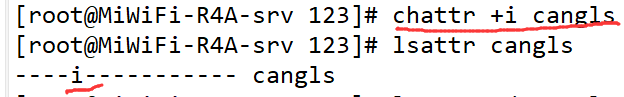 [root@MiWiFi-R4A-srv 123]# chattr +i cangls
[root@MiWiFi-R4A-srv 123]# lsattr cangls
----i----------- cangls